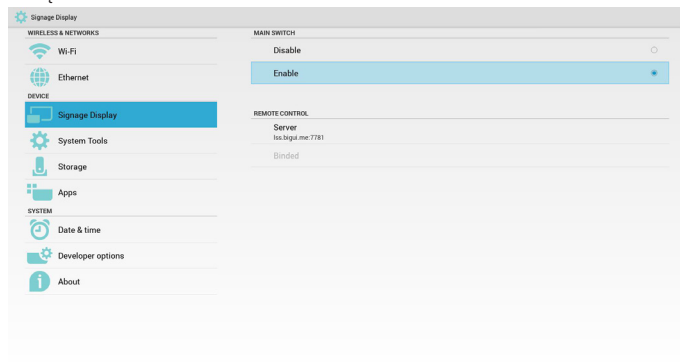 Signage Display
WIRELESS & NETWORKS
Wi-Fi
Ethernet
DEVICE
Signage Display
System Tools
Storage
Apps
SYSTEM
Date & time
Developer options
About
MAIN SWITCH
Disable
Enable
REMOTE CONTROL
Server
lss.bigui.me:7781
Binded